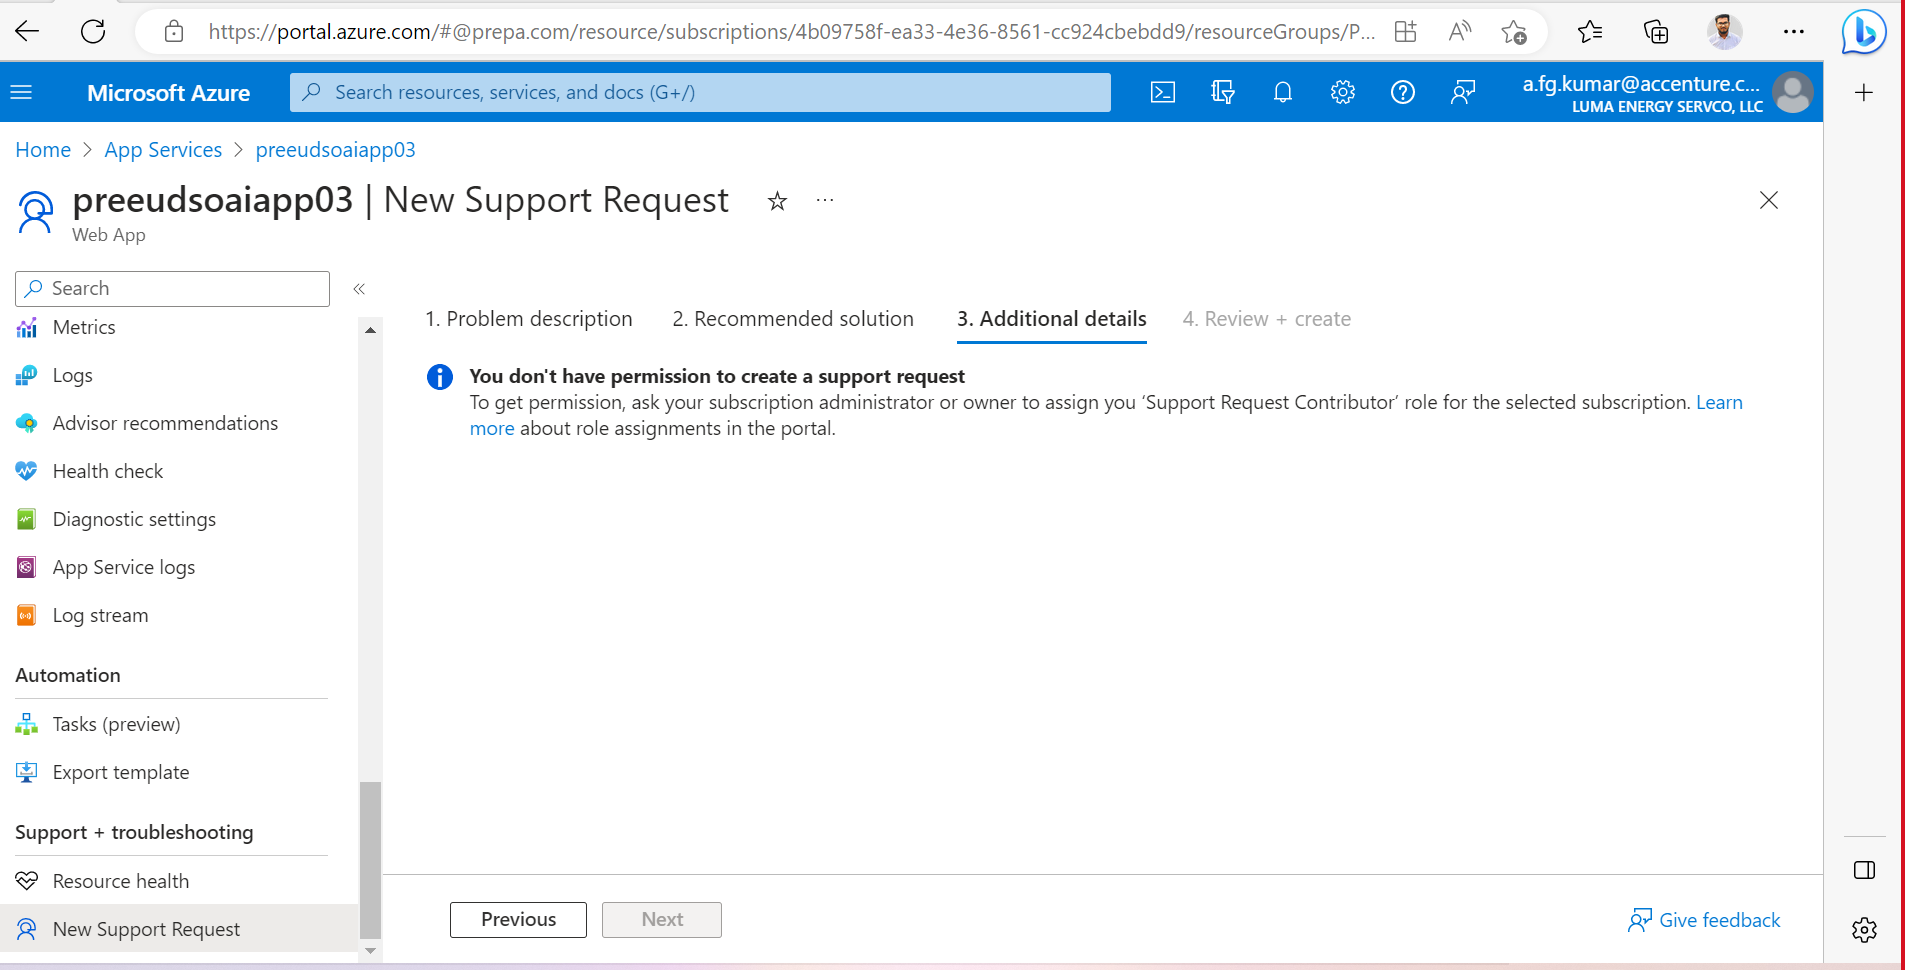 https://portal.azure.com/#@prepa.com/resource/subscriptions/4b09758f-ea33-4e36-8561-cc924cbebdd9/resourceGroups/P...
Microsoft Azure
Search resources, services, and docs (G+/)
a.fg.kumar@accenture.c...
LUMA ENERGY SERVCO, LLC
Home > App Services > preeudsoaiapp03
preeudsoaiapp03 | New Support Request
Web App
Search
Metrics
Logs
Advisor recommendations
Health check
Diagnostic settings
App Service logs
Log stream
Automation
Tasks (preview)
Export template
Support + troubleshooting
Resource health
New Support Request
1. Problem description 2. Recommended solution 3. Additional details 4. Review + create
You don't have permission to create a support request
To get permission, ask your subscription administrator or owner to assign you ‘Support Request Contributor’ role for the selected subscription. Learn
more about role assignments in the portal.
Previous Next
Give feedback